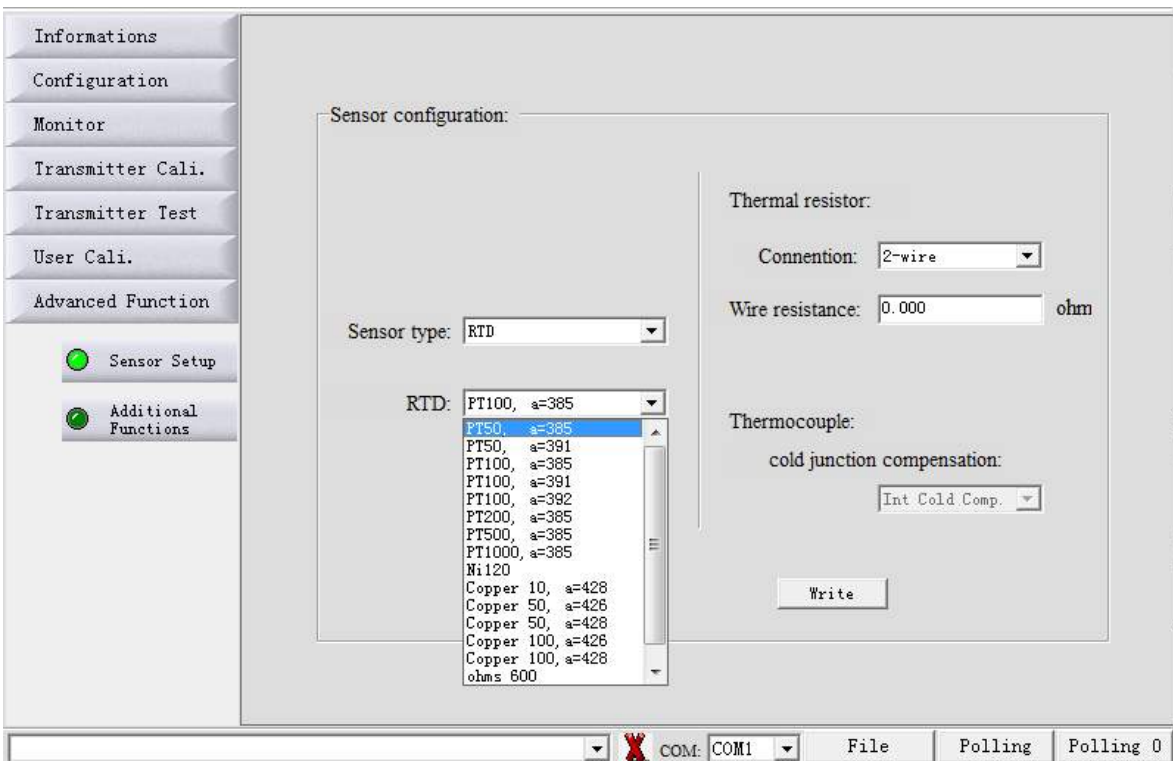 Informations
Configuration
Monitor
Transmitter Cali.
Transmitter Test
User Cali.
Advanced Function
Sensor Setup
Additional
Functions
Sensor configuration:
Sensor type: RTD
RTD: PT100, a=385
PT50, a=385
PT50, a=391
PT100, a=385
PT100, a=391
PT100, a=392
PT200, a=385
PT500, a=385
PT1000, a=385
Ni120
Copper 10, a=428
Copper 50, a=426
Copper 50, a=428
Copper 100, a=426
Copper 100, a=428
ohms 600
Thermal resistor:
Connention: 2-wire
Wire resistance: 0.000 ohm
Thermocouple:
cold junction compensation:
Int Cold Comp.
Write
COM: COM1 File Polling Polling 0